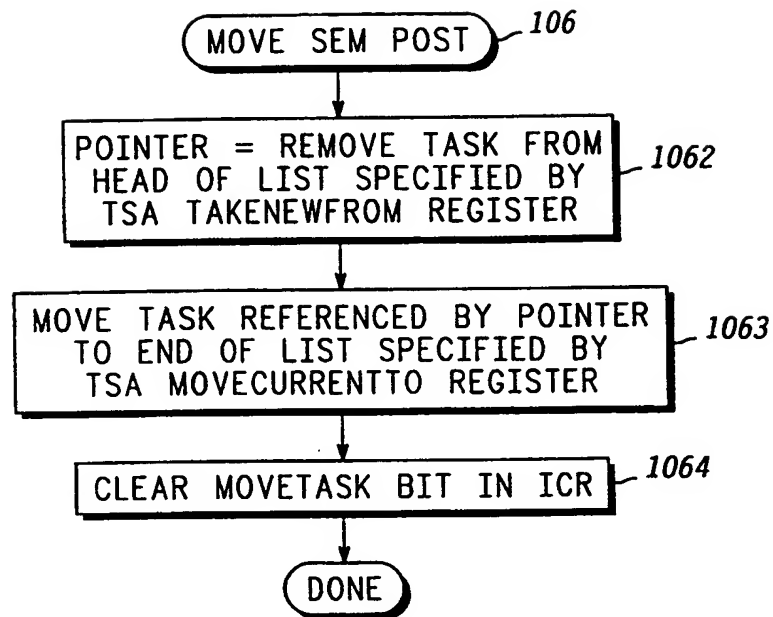 MOVE SEM POST
106
POINTER = REMOVE TASK FROM
HEAD OF LIST SPECIFIED BY
TSA TAKENEWFROM REGISTER
1062
MOVE TASK REFERENCED BY POINTER
TO END OF LIST SPECIFIED BY
TSA MOVECURRENTTO REGISTER
1063
CLEAR MOVETASK BIT IN ICR
1064
DONE